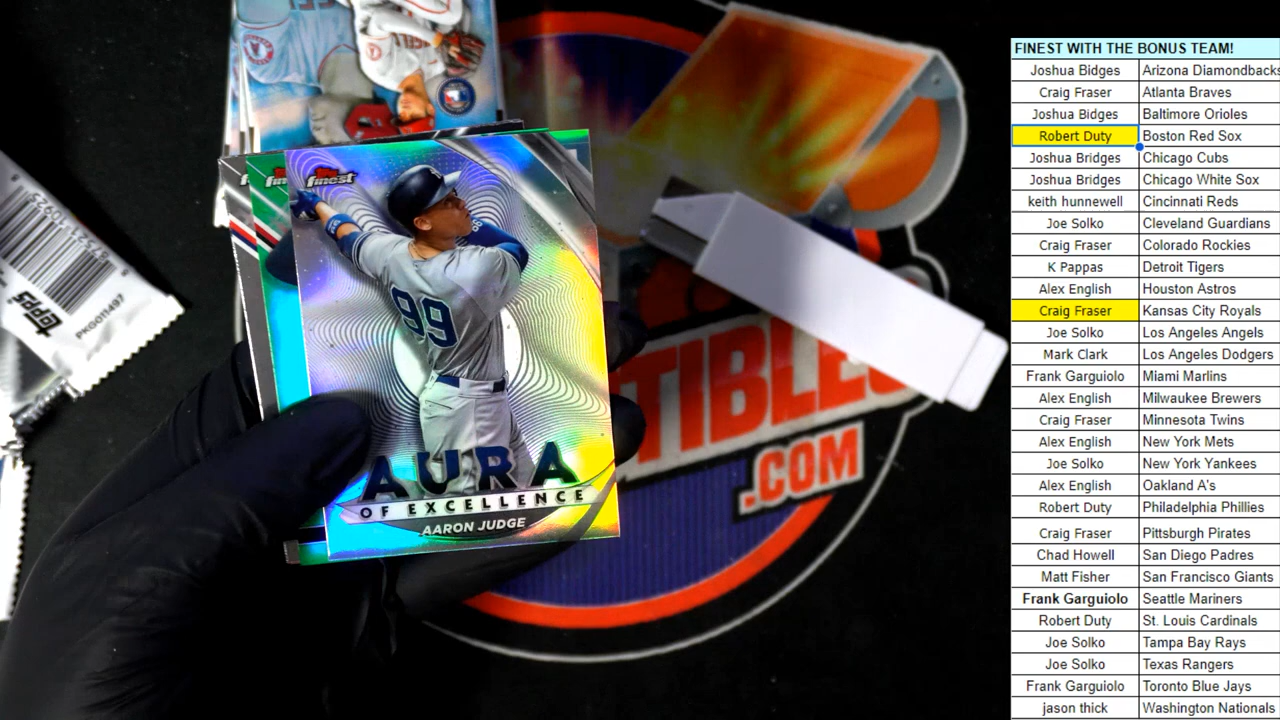 FINEST WITH THE BONUS TEAM!
Joshua Bidges Arizona Diamondbacks
Craig Fraser Atlanta Braves
Joshua Bidges Baltimore Orioles
Robert Duty Boston Red Sox
Joshua Bridges Chicago Cubs
Joshua Bridges Chicago White Sox
keith hunnewell Cincinnati Reds
Joe Solko Cleveland Guardians
Craig Fraser Colorado Rockies
K Pappas Detroit Tigers
Alex English Houston Astros
Craig Fraser Kansas City Royals
Joe Solko Los Angeles Angels
Mark Clark Los Angeles Dodgers
Frank Garguiolo Miami Marlins
Alex English Milwaukee Brewers
Craig Fraser Minnesota Twins
Alex English New York Mets
Joe Solko New York Yankees
Alex English Oakland A's
Robert Duty Philadelphia Phillies
Craig Fraser Pittsburgh Pirates
Chad Howell San Diego Padres
Matt Fisher San Francisco Giants
Frank Garguiolo Seattle Mariners
Robert Duty St. Louis Cardinals
Joe Solko Tampa Bay Rays
Joe Solko Texas Rangers
Frank Garguiolo Toronto Blue Jays
jason thick Washington Nationals
finest
99
AURA
OF EXCELLENCE
AARON JUDGE
TIBLES
.COM
topps
PKG011497